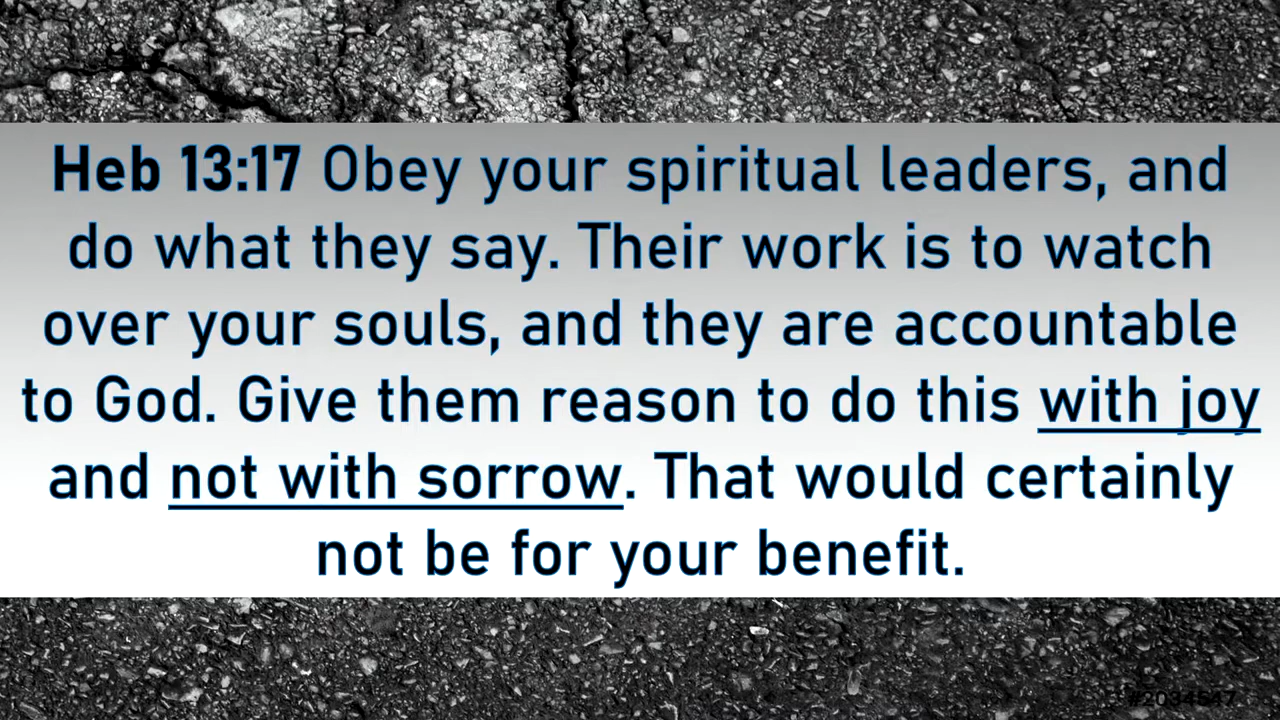 Heb 13:17 Obey your spiritual leaders, and
do what they say. Their work is to watch
over your souls, and they are accountable
to God. Give them reason to do this with joy
and not with sorrow. That would certainly
not be for your benefit.